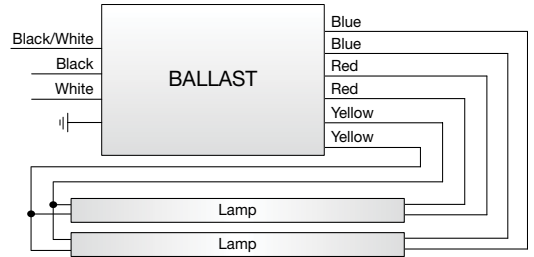 Blue
Black/White
Blue
Black
BALLAST
Red
White
Red
Yellow
Yellow
Lamp
Lamp